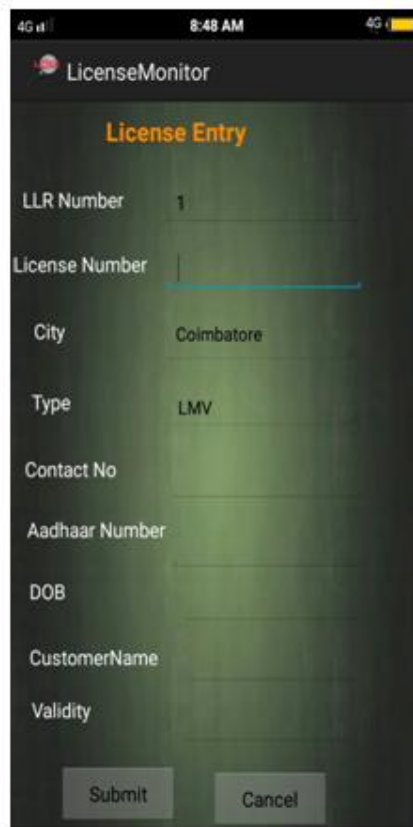 4G 8:48 AM 4G
LicenseMonitor
License Entry
LLR Number 1
License Number
City Coimbatore
Type LMV
Contact No
Aadhaar Number
DOB
CustomerName
Validity
Submit Cancel